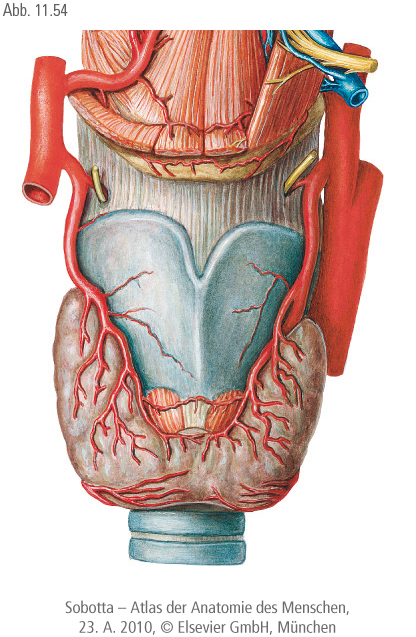 Abb. 11.54
Sobotta – Atlas der Anatomie des Menschen,
23. A. 2010, © Elsevier GmbH, München